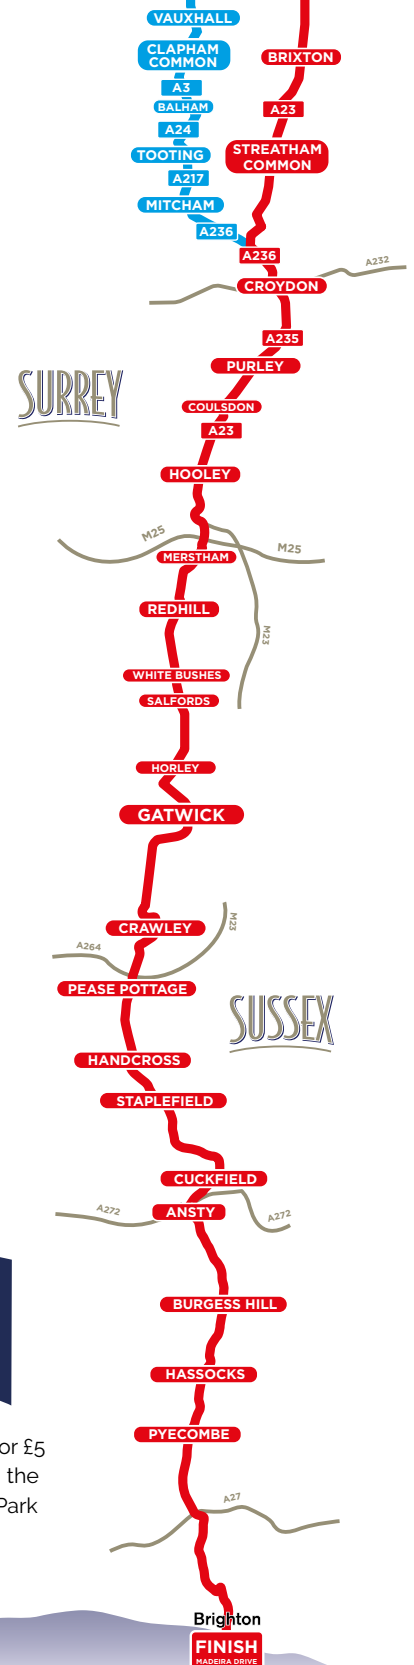 VAUXHALL
CLAPHAM
COMMON
BRIXTON
A3
BALHAM
A23
A24
TOOTING
STREATHAM
COMMON
A217
MITCHAM
A236
A236
A232
CROYDON
A235
PURLEY
SURREY
COULSDON
A23
HOOLEY
M25
M25
MERSTHAM
REDHILL
M23
WHITE BUSHES
SALFORDS
HORLEY
GATWICK
M23
CRAWLEY
A264
PEASE POTTAGE
SUSSEX
HANDCROSS
STAPLEFIELD
CUCKFIELD
A272
ANSTY
A272
BURGESS HILL
HASSOCKS
PYECOMBE
or £5
the
Park
A27
Brighton
FINISH
MADEIRA DRIVE